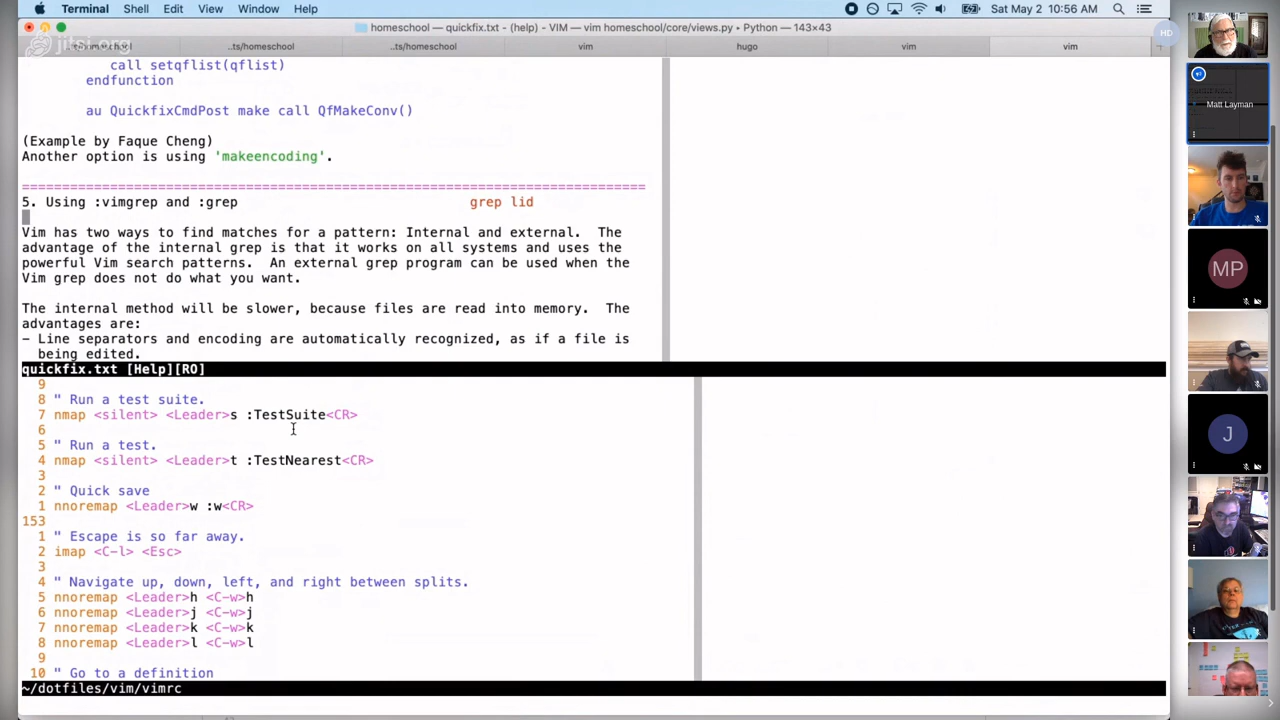 Terminal Shell Edit View Window Help Sat May 2 10:56 AM
homeschool — quickfix.txt - (help) - VIM — vim homeschool/core/views.py • Python — 143×43
jitsi.org
homeschool ..ts/homeschool ..ts/homeschool vim hugo vim vim
HD
call setqflist(qflist)
endfunction
au QuickfixCmdPost make call QfMakeConv()
(Example by Faque Cheng)
Another option is using 'makeencoding'.
=============================================================================
5. Using :vimgrep and :grep grep lid
Vim has two ways to find matches for a pattern: Internal and external. The
advantage of the internal grep is that it works on all systems and uses the
powerful Vim search patterns. An external grep program can be used when the
Vim grep does not do what you want.
The internal method will be slower, because files are read into memory. The
advantages are:
- Line separators and encoding are automatically recognized, as if a file is
being edited.
quickfix.txt [Help][RO]
9
8 " Run a test suite.
7 nmap <silent> <Leader>s :TestSuite<CR>
6
5 " Run a test.
4 nmap <silent> <Leader>t :TestNearest<CR>
3
2 " Quick save
1 nnoremap <Leader>w :w<CR>
153
1 " Escape is so far away.
2 imap <C-l> <Esc>
3
4 " Navigate up, down, left, and right between splits.
5 nnoremap <Leader>h <C-w>h
6 nnoremap <Leader>j <C-w>j
7 nnoremap <Leader>k <C-w>k
8 nnoremap <Leader>l <C-w>l
9
10 " Go to a definition
~/dotfiles/vim/vimrc
Matt Layman
MP
J